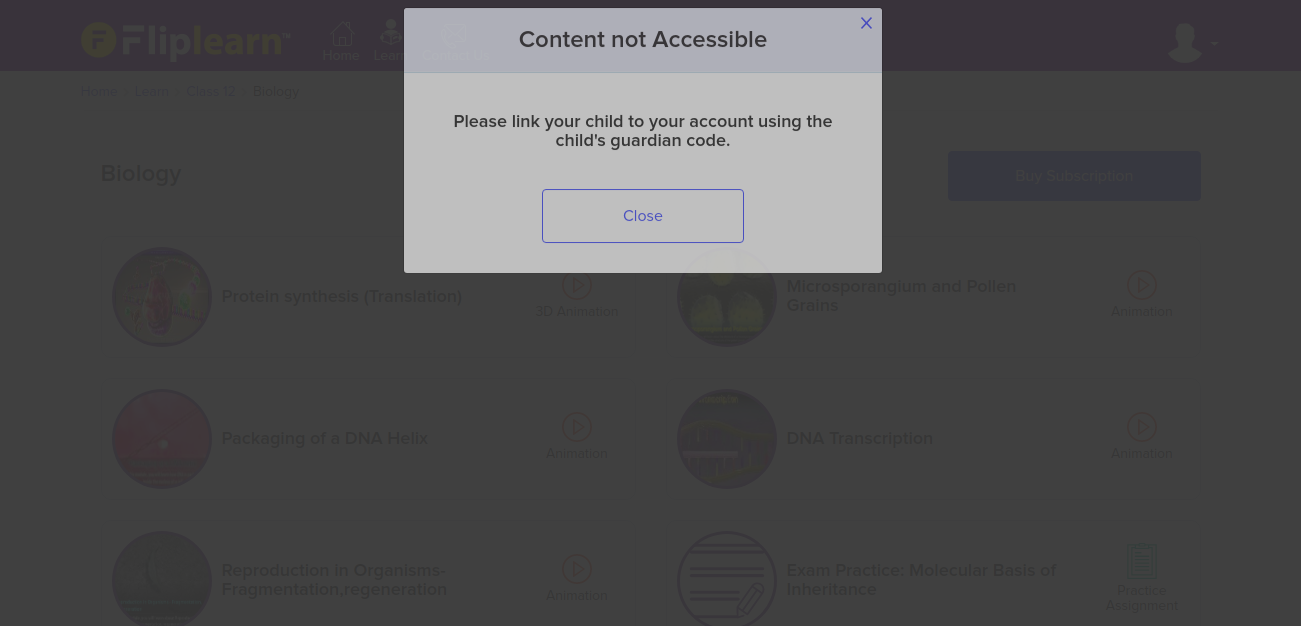 Fliplearn™
Home
Learn
Content not Accessible
Home
Learn
Class 12
Biology
Please link your child to your account using the
child's guardian code.
Biology
Buy Subscription
Close
Protein synthesis (Translation)
3D Animation
Microsporangium and Pollen
Grains
Animation
Packaging of a DNA Helix
Animation
DNA Transcription
Animation
Reproduction in Organisms-
Fragmentation,regeneration
Animation
Exam Practice: Molecular Basis of
Inheritance
Practice
Assignment